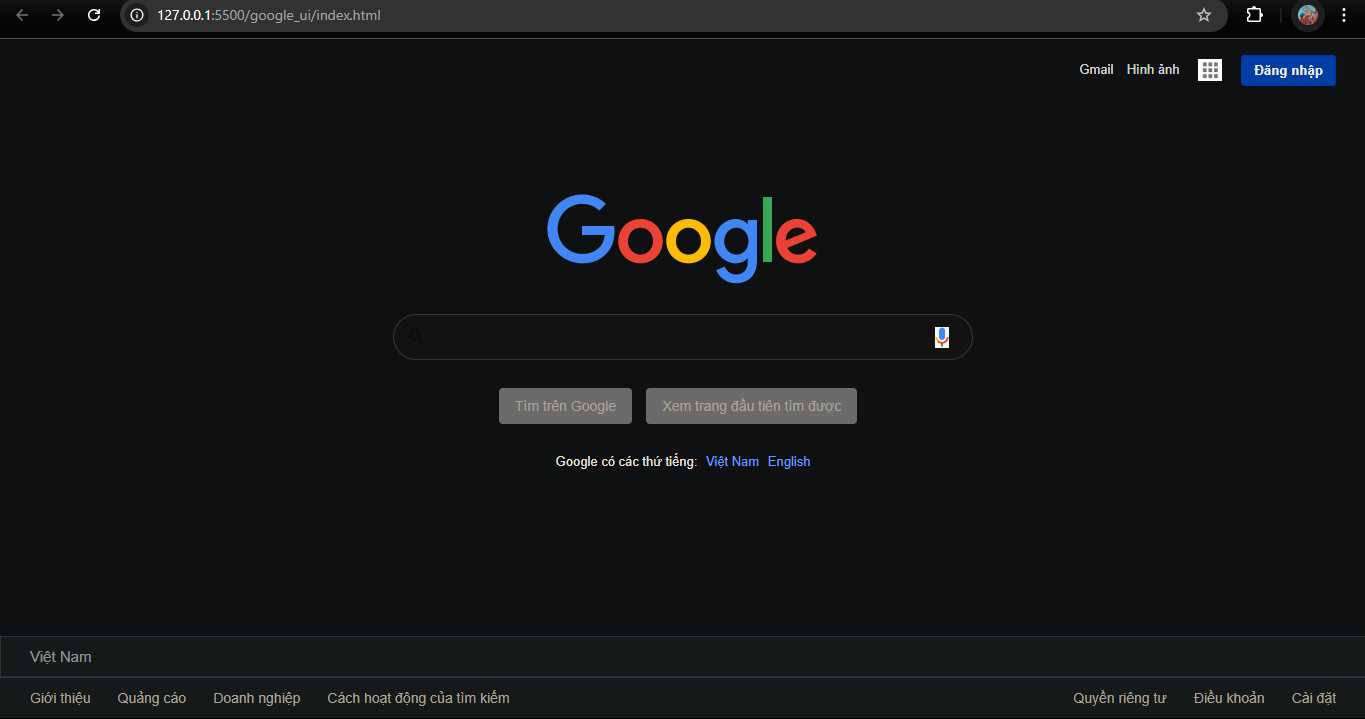 127.0.0.1:5500/google_ui/index.html
Gmail Hình ảnh Đăng nhập
Google
Tìm trên Google Xem trang đầu tiên tìm được
Google có các thứ tiếng: Việt Nam English
Việt Nam
Giới thiệu Quảng cáo Doanh nghiệp Cách hoạt động của tìm kiếm Quyền riêng tư Điều khoản Cài đặt